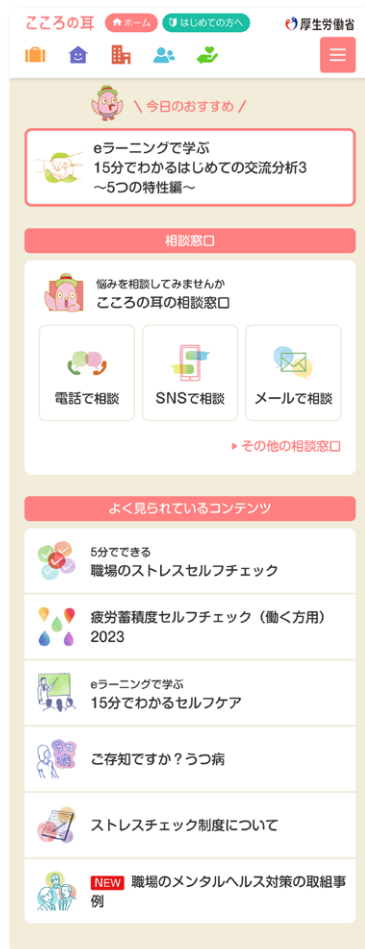 こころの耳 ホーム はじめての方へ 厚生労働省
\ 今日のおすすめ /
eラーニングで学ぶ
15分でわかるはじめての交流分析3
～5つの特性編～
相談窓口
悩みを相談してみませんか
こころの耳の相談窓口
電話で相談 SNSで相談 メールで相談
その他の相談窓口
よく見られているコンテンツ
5分でできる
職場のストレスセルフチェック
疲労蓄積度セルフチェック（働く方用）
2023
eラーニングで学ぶ
15分でわかるセルフケア
うつ病
ご存知ですか？うつ病
ストレスチェック制度について
NEW 職場のメンタルヘルス対策の取組事
例